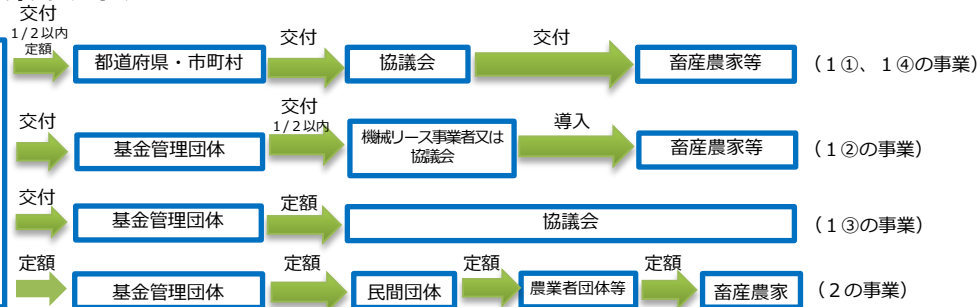 交付
1/2以内
定額
都道府県・市町村
交付
協議会
交付
畜産農家等
(1①、1④の事業)
交付
基金管理団体
交付
1/2以内
機械リース事業者又は
協議会
導入
畜産農家等
(1②の事業)
交付
基金管理団体
定額
協議会
(1③の事業)
定額
基金管理団体
定額
民間団体
定額
農業者団体等
定額
畜産農家
(2の事業)